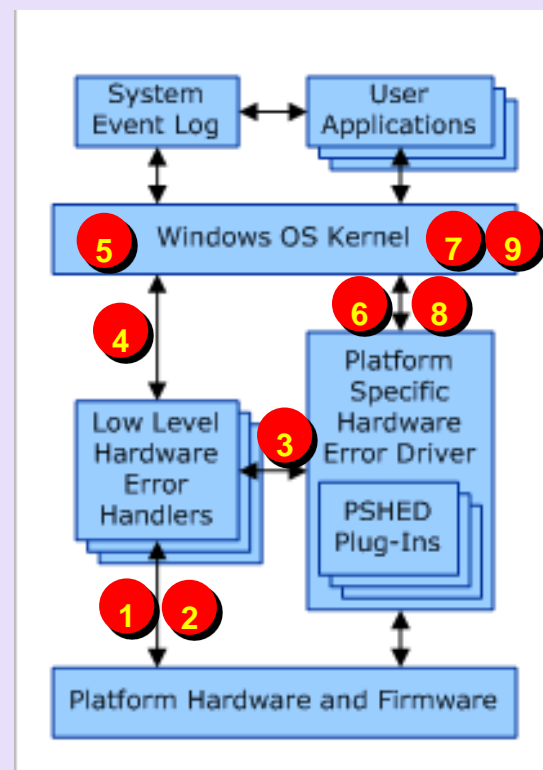 System
Event Log
User
Applications
5
Windows OS Kernel
7
9
4
6
8
Platform
Specific
Hardware
Error Driver
Low Level
Hardware
Error
Handlers
3
PSHED
Plug-Ins
1
2
Platform Hardware and Firmware